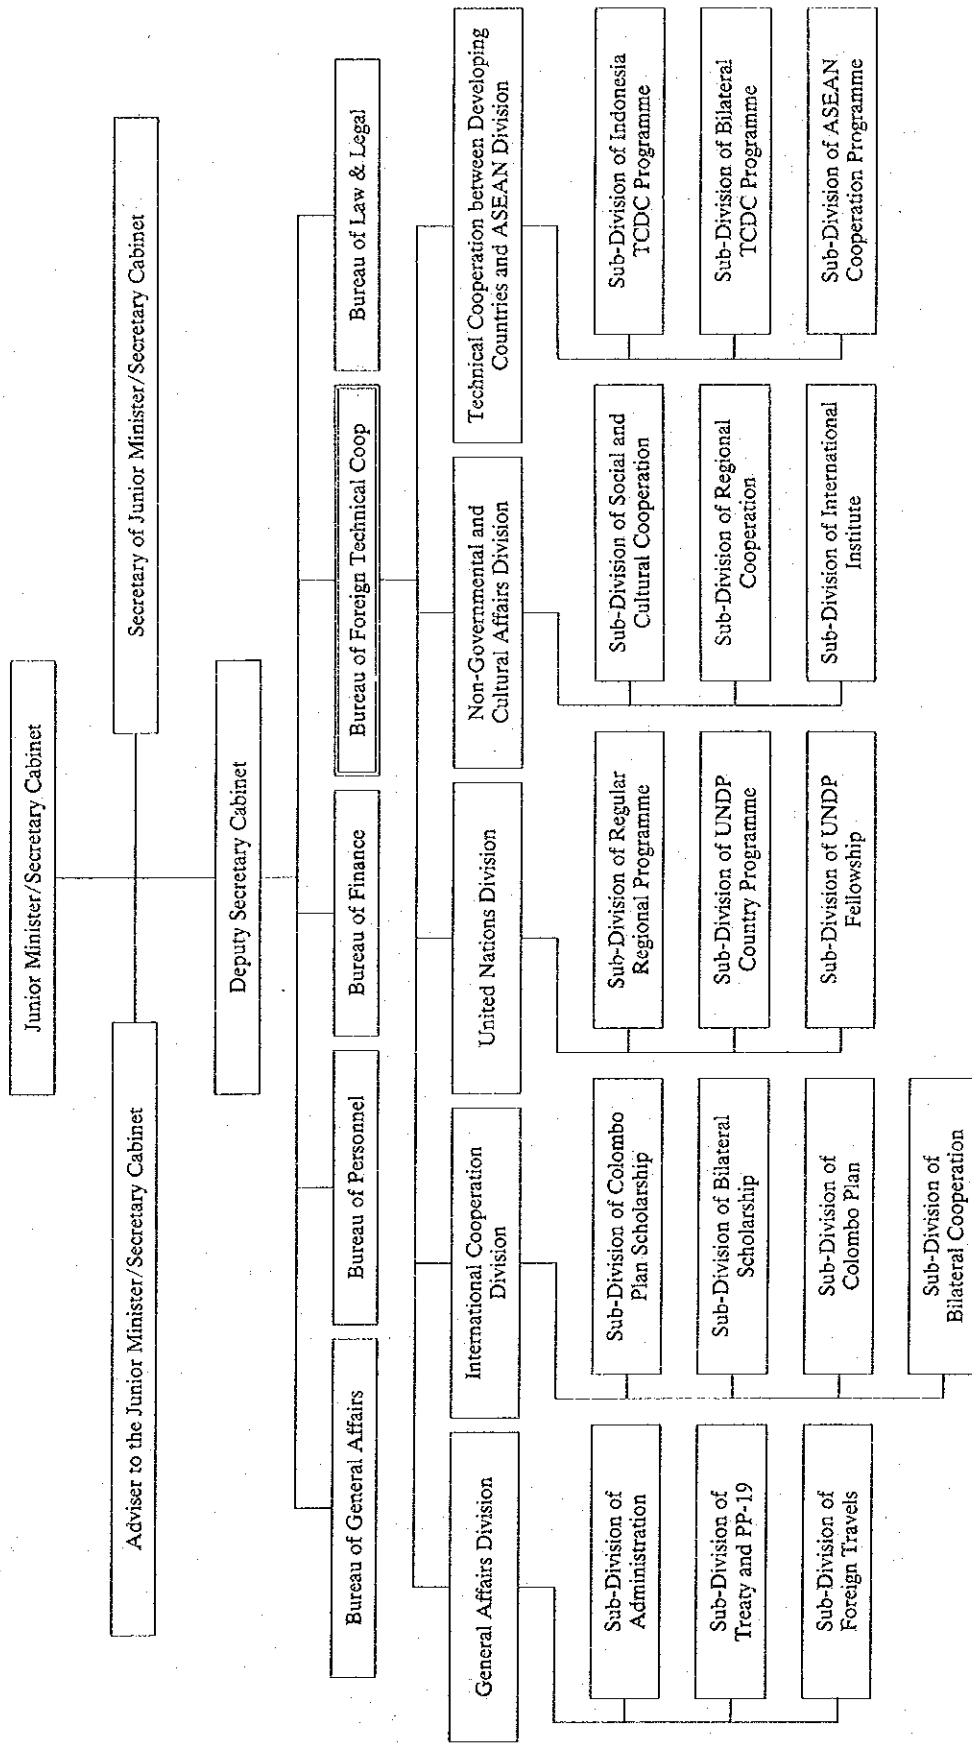 Junior Minister/Secretary Cabinet
Adviser to the Junior Minister/Secretary Cabinet
Secretary of Junior Minister/Secretary Cabinet
Deputy Secretary Cabinet
Bureau of General Affairs
Bureau of Personnel
Bureau of Finance
Bureau of Foreign Technical Coop
Bureau of Law & Legal
General Affairs Division
International Cooperation
Division
United Nations Division
Non-Governmental and
Cultural Affairs Division
Technical Cooperation between Developing
Countries and ASEAN Division
Sub-Division of
Administration
Sub-Division of
Treaty and PP-19
Sub-Division of
Foreign Travels
Sub-Division of Colombo
Plan Scholarship
Sub-Division of Bilateral
Scholarship
Sub-Division of
Colombo Plan
Sub-Division of
Bilateral Cooperation
Sub-Division of Regular
Regional Programme
Sub-Division of UNDP
Country Programme
Sub-Division of UNDP
Fellowship
Sub-Division of Social and
Cultural Cooperation
Sub-Division of Regional
Cooperation
Sub-Division of International
Institute
Sub-Division of Indonesia
TCDC Programme
Sub-Division of Bilateral
TCDC Programme
Sub-Division of ASEAN
Cooperation Programme